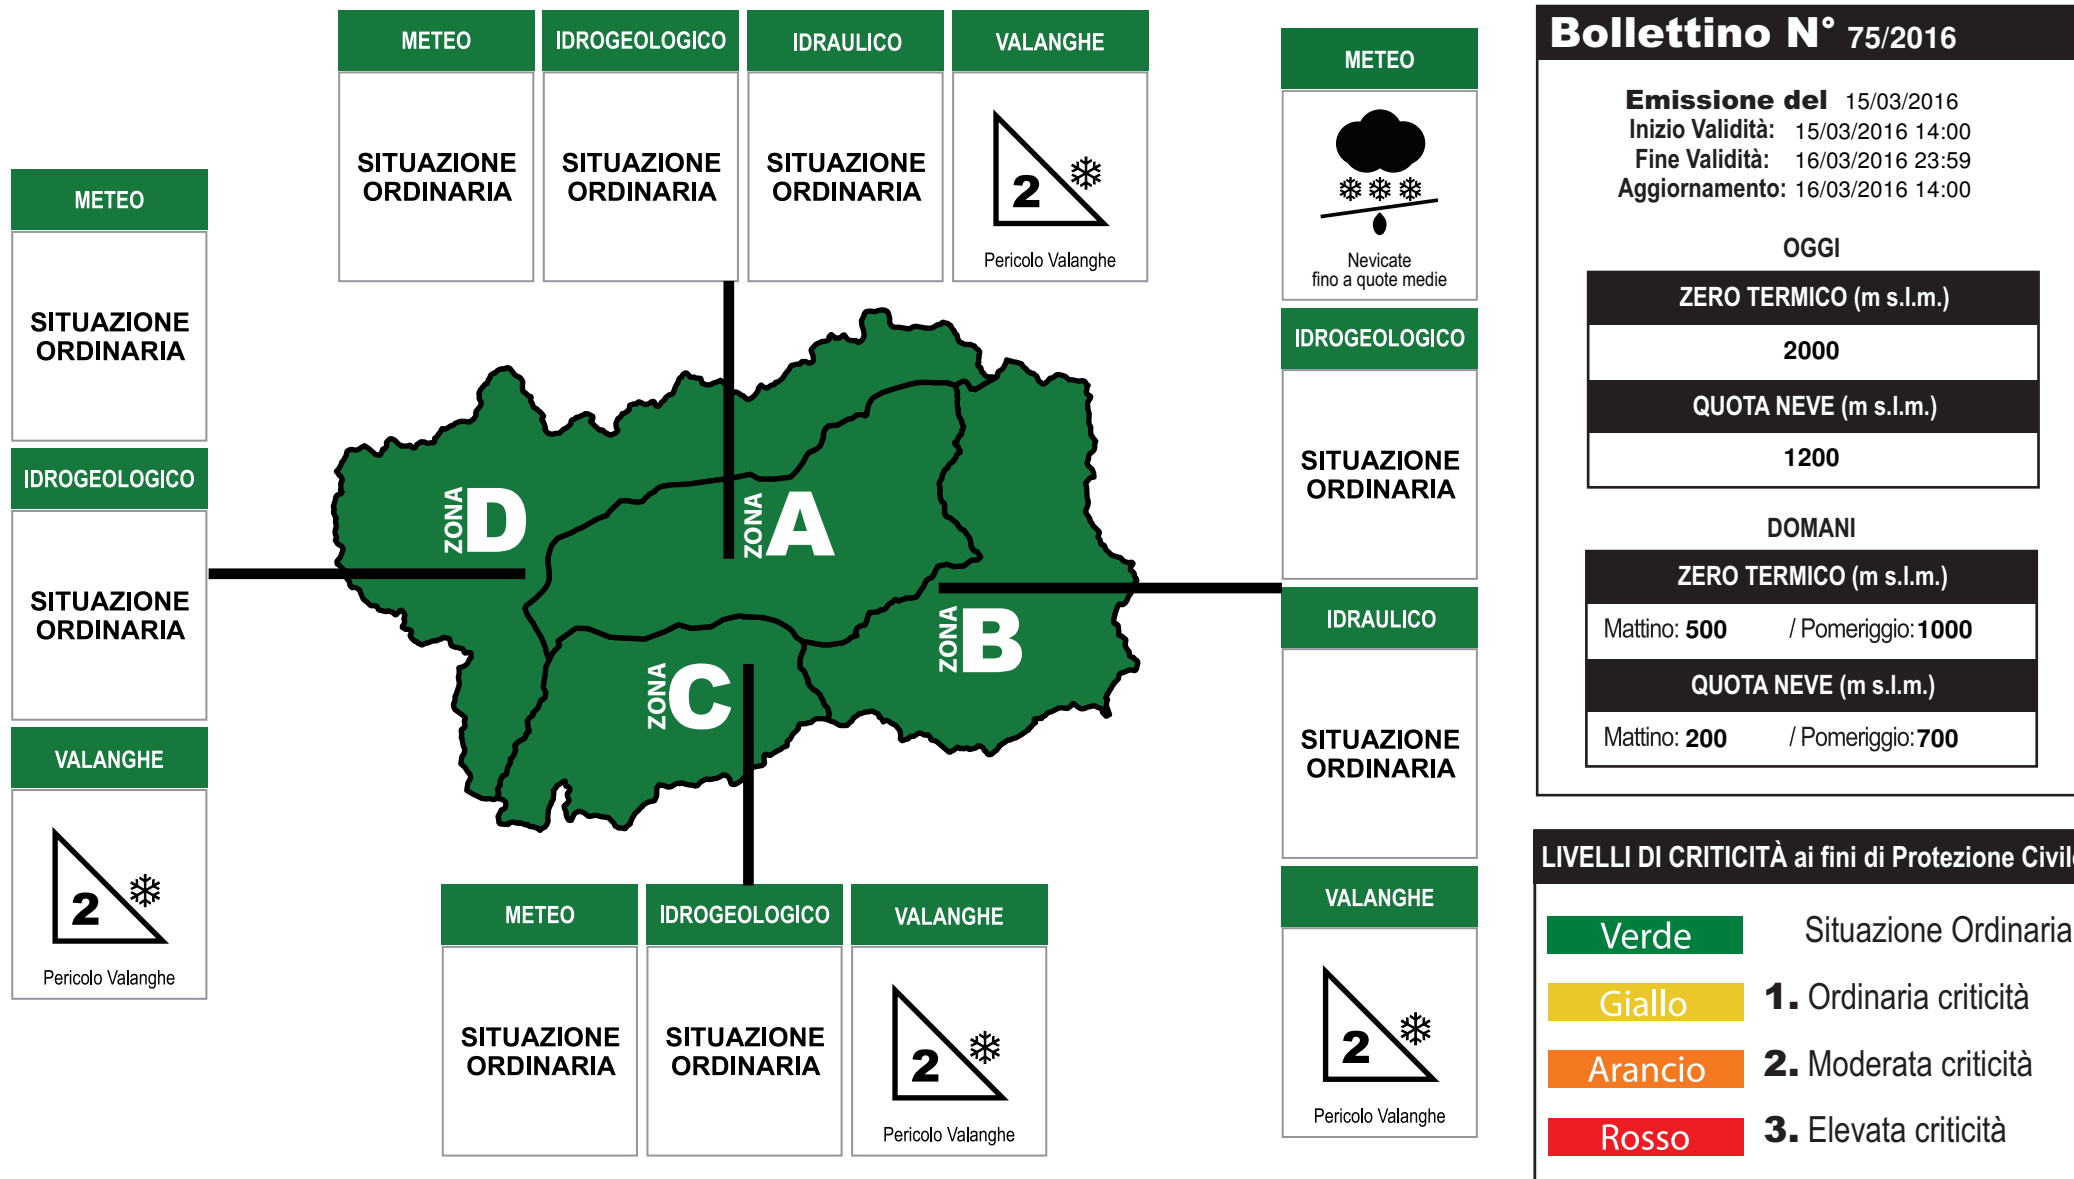 METEO
IDROGEOLOGICO
IDRAULICO
VALANGHE
SITUAZIONE
ORDINARIA
SITUAZIONE
ORDINARIA
SITUAZIONE
ORDINARIA
2
Pericolo Valanghe
METEO
SITUAZIONE
ORDINARIA
IDROGEOLOGICO
SITUAZIONE
ORDINARIA
VALANGHE
2
Pericolo Valanghe
ZONA D
ZONA A
ZONA B
ZONA C
METEO
IDROGEOLOGICO
VALANGHE
SITUAZIONE
ORDINARIA
SITUAZIONE
ORDINARIA
2
Pericolo Valanghe
METEO
Nevicate
fino a quote medie
IDROGEOLOGICO
SITUAZIONE
ORDINARIA
IDRAULICO
SITUAZIONE
ORDINARIA
VALANGHE
2
Pericolo Valanghe
Bollettino N° 75/2016
Emissione del 15/03/2016
Inizio Validità: 15/03/2016 14:00
Fine Validità: 16/03/2016 23:59
Aggiornamento: 16/03/2016 14:00
OGGI
ZERO TERMICO (m s.l.m.)
2000
QUOTA NEVE (m s.l.m.)
1200
DOMANI
ZERO TERMICO (m s.l.m.)
Mattino: 500 / Pomeriggio: 1000
QUOTA NEVE (m s.l.m.)
Mattino: 200 / Pomeriggio: 700
LIVELLI DI CRITICITÀ ai fini di Protezione Civile
Verde Situazione Ordinaria
Giallo 1. Ordinaria criticità
Arancio 2. Moderata criticità
Rosso 3. Elevata criticità